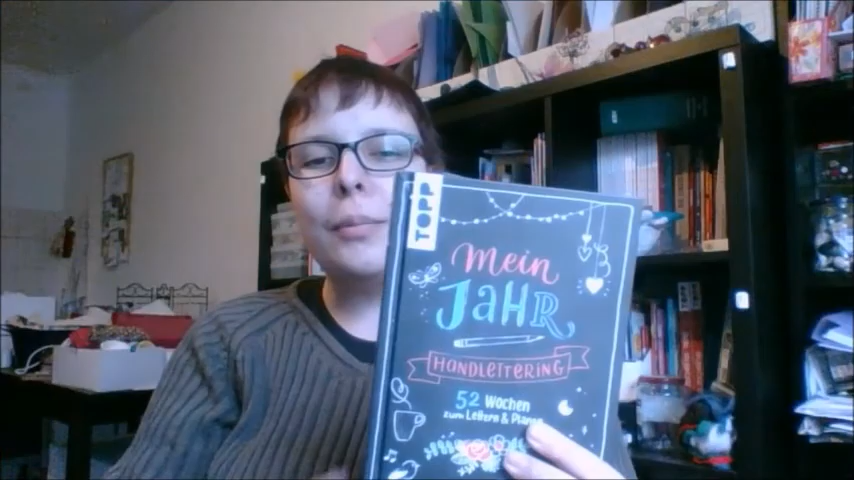 TOPP
Mein
JAHR
HANDLETTERING
52 Wochen
zum Lettern & Planen